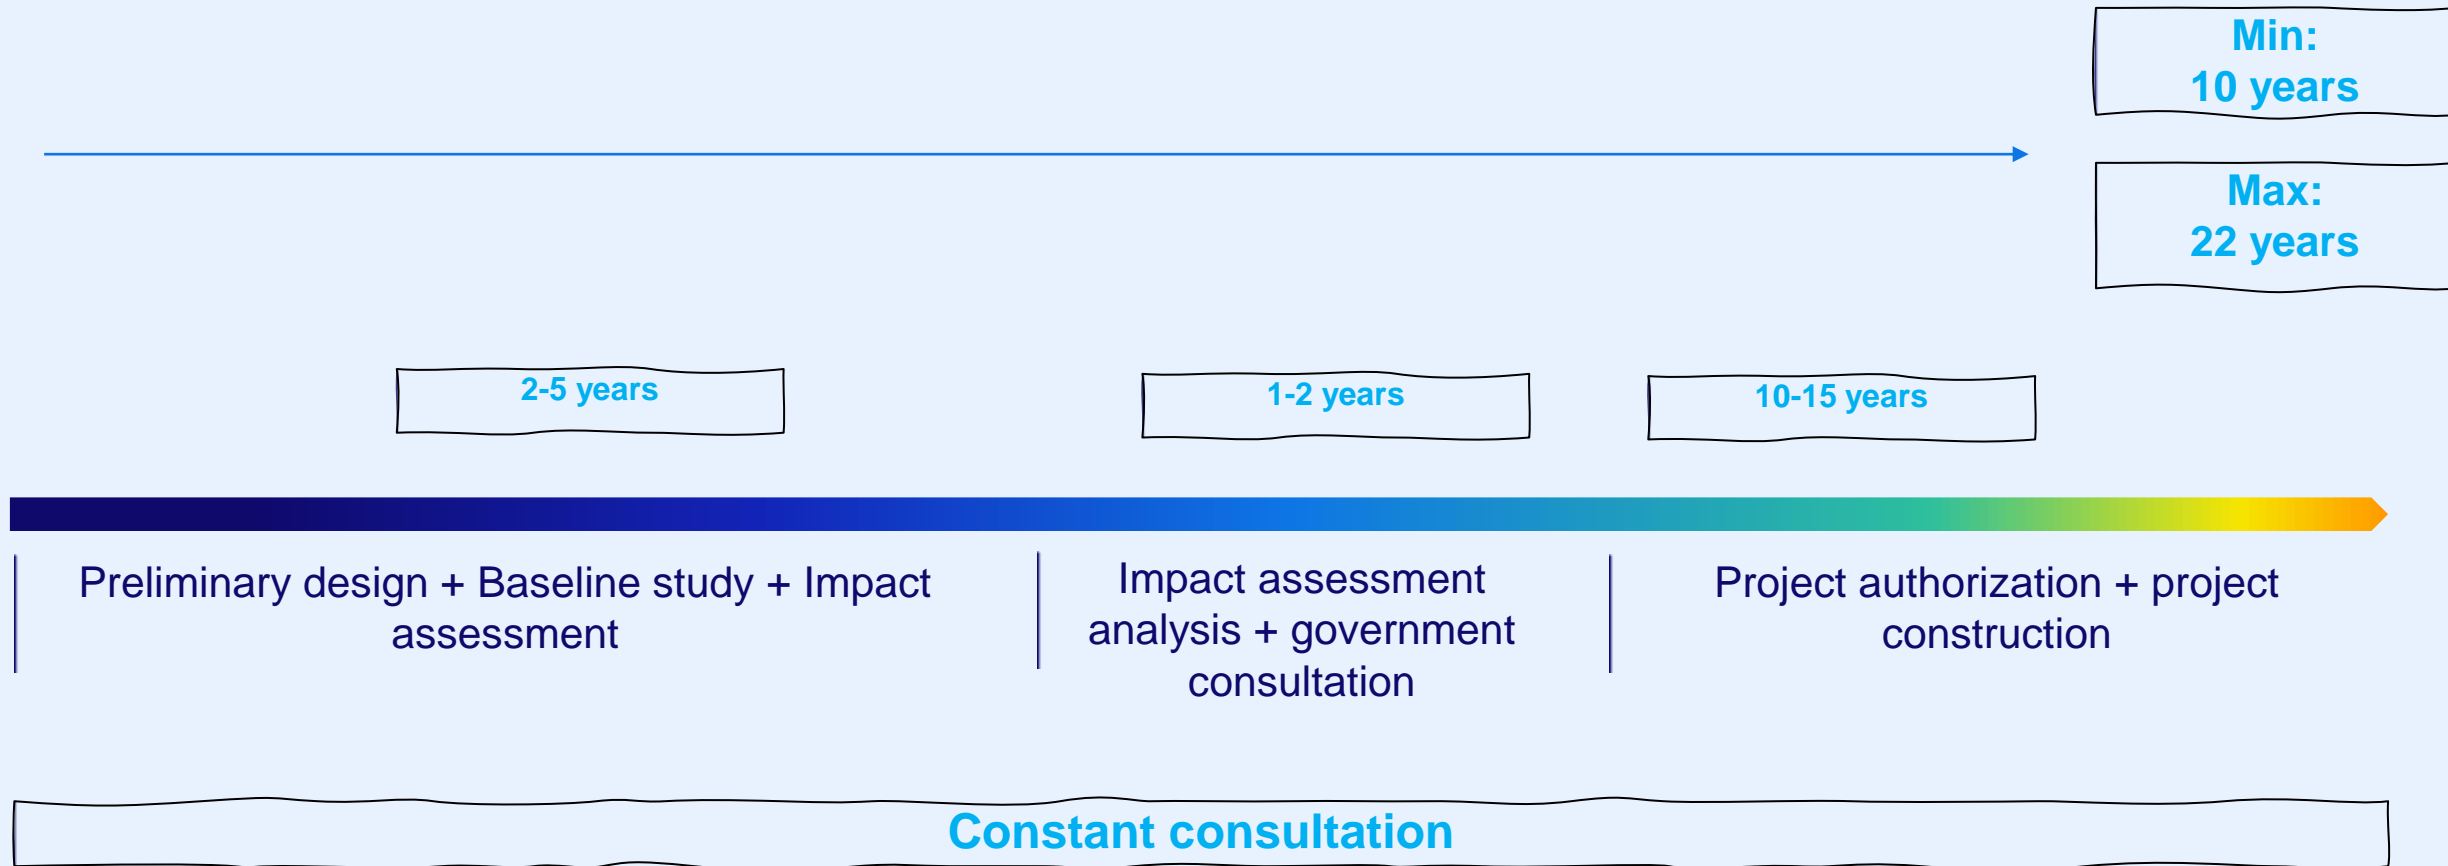 Min:
10 years
Max:
22 years
2-5 years
1-2 years
10-15 years
Preliminary design + Baseline study + Impact
assessment
Impact assessment
analysis + government
consultation
Project authorization + project
construction
Constant consultation